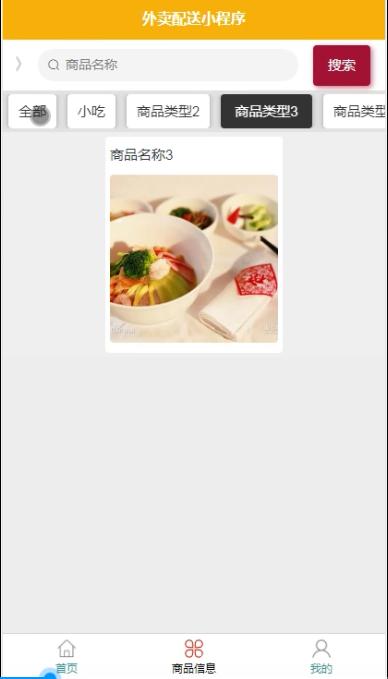 外卖配送小程序
商品名称
搜索
全部
小吃
商品类型2
商品类型3
商品类型
商品名称3
首页
商品信息
我的